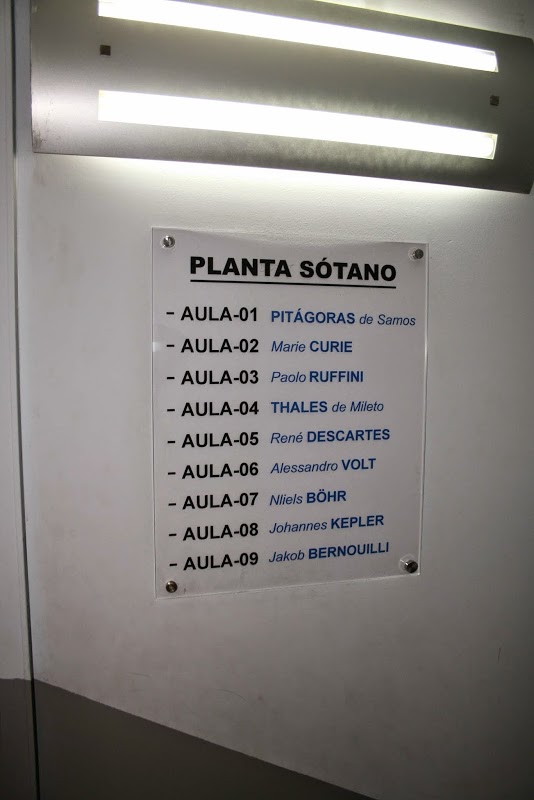 PLANTA SÓTANO
- AULA-01 PITÁGORAS de Samos
- AULA-02 Marie CURIE
- AULA-03 Paolo RUFFINI
- AULA-04 THALES de Mileto
- AULA-05 René DESCARTES
- AULA-06 Alessandro VOLT
- AULA-07 Nliels BÖHR
- AULA-08 Johannes KEPLER
- AULA-09 Jakob BERNOUILLI